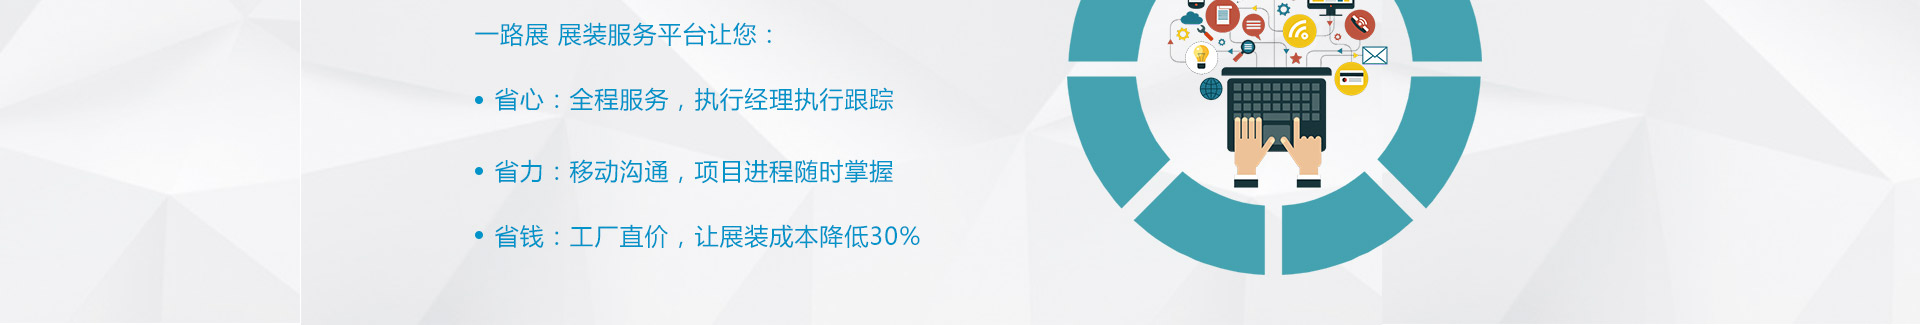 一路展 展装服务平台让您：
• 省心：全程服务，执行经理执行跟踪
• 省力：移动沟通，项目进程随时掌握
• 省钱：工厂直价，让展装成本降低30%